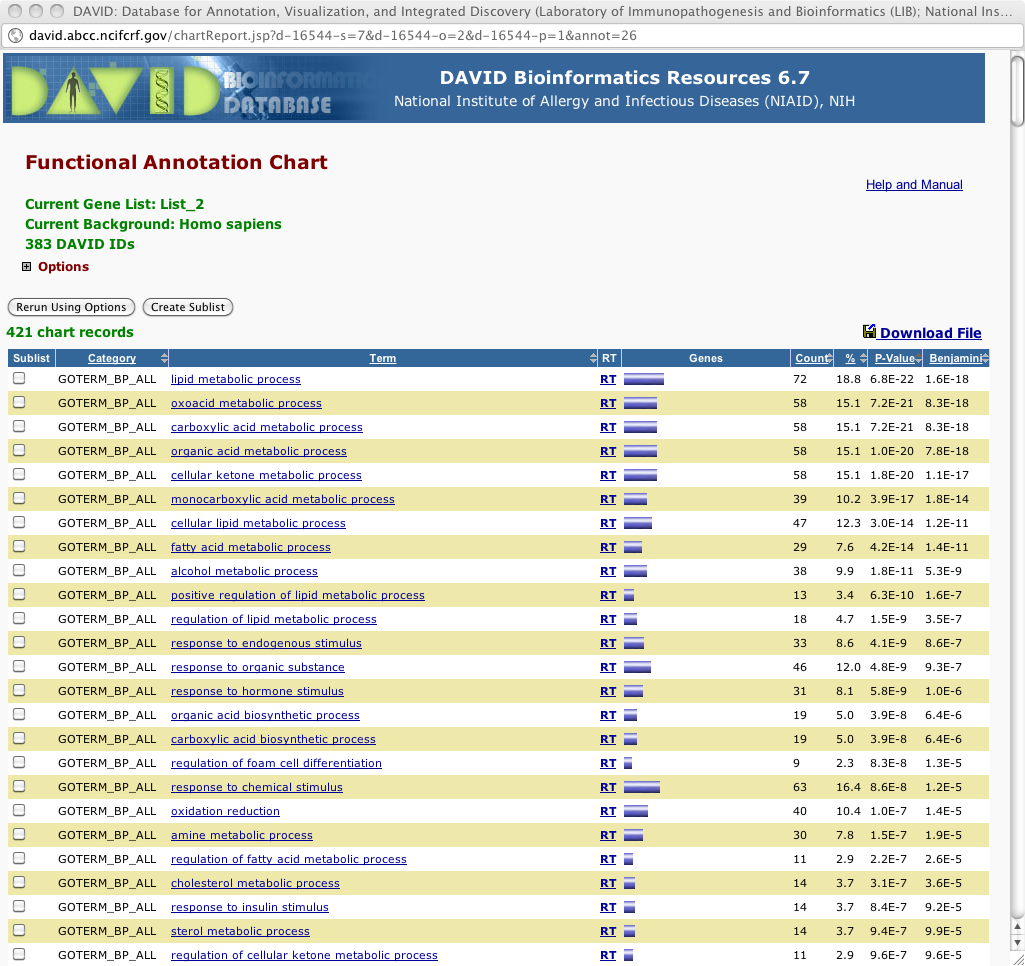 DAVID: Database for Annotation, Visualization, and Integrated Discovery (Laboratory of Immunopathogenesis and Bioinformatics (LIB); National Ins...
david.abcc.ncifcrf.gov/chartReport.jsp?d-16544-s=7&d-16544-o=2&d-16544-p=1&annot=26
DAVID BIOINFORMATICS DATABASE
DAVID Bioinformatics Resources 6.7
National Institute of Allergy and Infectious Diseases (NIAID), NIH
Functional Annotation Chart
Help and Manual
Current Gene List: List_2
Current Background: Homo sapiens
383 DAVID IDs
Options
Rerun Using Options Create Sublist
421 chart records Download File
Sublist Category Term RT Genes Count % P-Value Benjamini
GOTERM_BP_ALL lipid metabolic process RT 72 18.8 6.8E-22 1.6E-18
GOTERM_BP_ALL oxoacid metabolic process RT 58 15.1 7.2E-21 8.3E-18
GOTERM_BP_ALL carboxylic acid metabolic process RT 58 15.1 7.2E-21 8.3E-18
GOTERM_BP_ALL organic acid metabolic process RT 58 15.1 1.0E-20 7.8E-18
GOTERM_BP_ALL cellular ketone metabolic process RT 58 15.1 1.8E-20 1.1E-17
GOTERM_BP_ALL monocarboxylic acid metabolic process RT 39 10.2 3.9E-17 1.8E-14
GOTERM_BP_ALL cellular lipid metabolic process RT 47 12.3 3.0E-14 1.2E-11
GOTERM_BP_ALL fatty acid metabolic process RT 29 7.6 4.2E-14 1.4E-11
GOTERM_BP_ALL alcohol metabolic process RT 38 9.9 1.8E-11 5.3E-9
GOTERM_BP_ALL positive regulation of lipid metabolic process RT 13 3.4 6.3E-10 1.6E-7
GOTERM_BP_ALL regulation of lipid metabolic process RT 18 4.7 1.5E-9 3.5E-7
GOTERM_BP_ALL response to endogenous stimulus RT 33 8.6 4.1E-9 8.6E-7
GOTERM_BP_ALL response to organic substance RT 46 12.0 4.8E-9 9.3E-7
GOTERM_BP_ALL response to hormone stimulus RT 31 8.1 5.8E-9 1.0E-6
GOTERM_BP_ALL organic acid biosynthetic process RT 19 5.0 3.9E-8 6.4E-6
GOTERM_BP_ALL carboxylic acid biosynthetic process RT 19 5.0 3.9E-8 6.4E-6
GOTERM_BP_ALL regulation of foam cell differentiation RT 9 2.3 8.3E-8 1.3E-5
GOTERM_BP_ALL response to chemical stimulus RT 63 16.4 8.6E-8 1.2E-5
GOTERM_BP_ALL oxidation reduction RT 40 10.4 1.0E-7 1.4E-5
GOTERM_BP_ALL amine metabolic process RT 30 7.8 1.5E-7 1.9E-5
GOTERM_BP_ALL regulation of fatty acid metabolic process RT 11 2.9 2.2E-7 2.6E-5
GOTERM_BP_ALL cholesterol metabolic process RT 14 3.7 3.1E-7 3.6E-5
GOTERM_BP_ALL response to insulin stimulus RT 14 3.7 8.4E-7 9.2E-5
GOTERM_BP_ALL sterol metabolic process RT 14 3.7 9.4E-7 9.9E-5
GOTERM_BP_ALL regulation of cellular ketone metabolic process RT 11 2.9 9.6E-7 9.6E-5